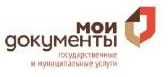 мои
документы
государственные
и муниципальные услуги